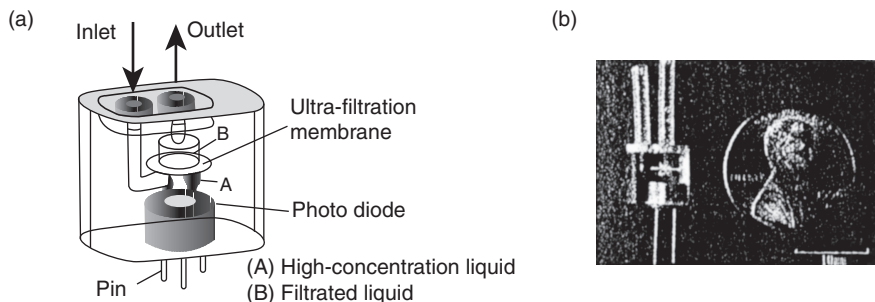 (a)
Inlet
Outlet
Ultra-filtration
membrane
B
A
Photo diode
Pin
(A) High-concentration liquid
(B) Filtrated liquid
(b)